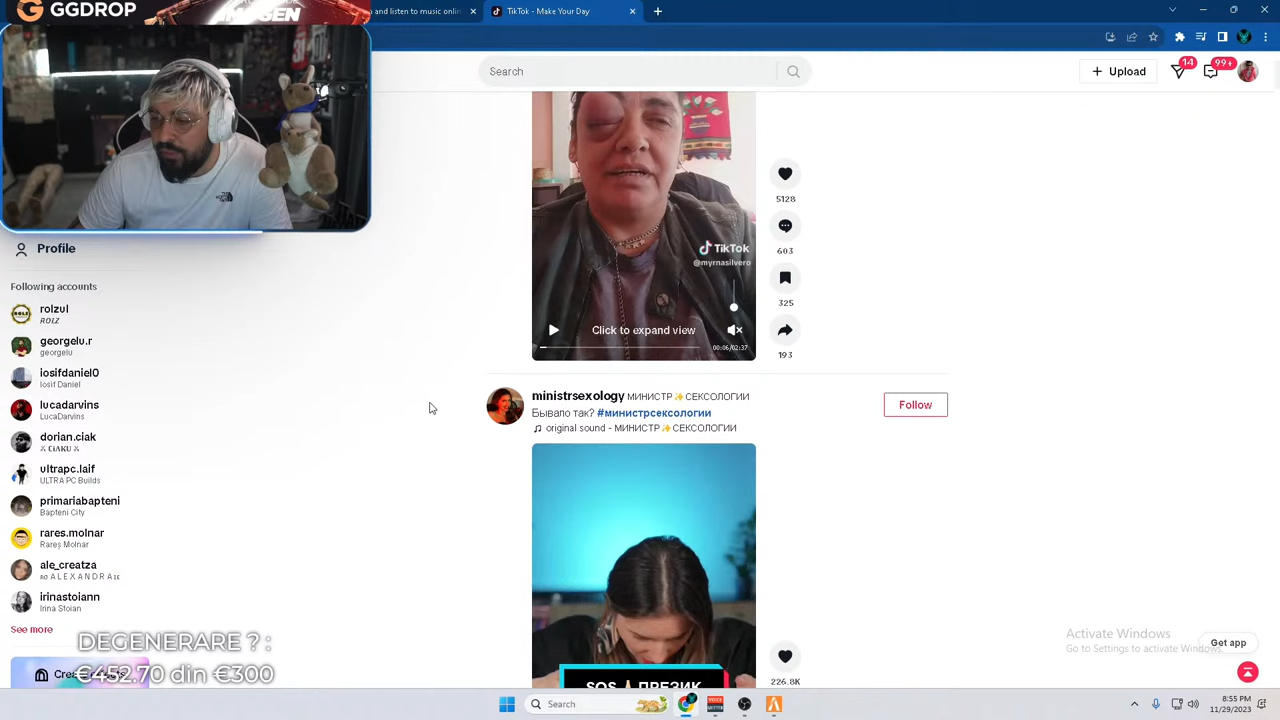 GGDROP
IMOGEN
and listen to music onlin
TikTok - Make Your Day
Search
Upload
14
99+
TikTok
@myrnasilvero
Click to expand view
00:06/02:37
5128
603
325
193
Profile
Following accounts
rolzul
ROLZ
georgelu.r
georgelu
iosifdaniel0
Iosif Daniel
lucadarvins
LucaDarvins
dorian.ciak
CIAKU
ultrapc.laif
ULTRA PC Builds
primariabapteni
Bapteni City
rares.molnar
Rareș Molnar
ale_creatza
A L E X A N D R A
irinastoiann
Irina Stoian
See more
DEGENERARE ? :
€452.70 din €300
ministrsexology МИНИСТР✨СЕКСОЛОГИИ
Бывало так? #министрсексологии
original sound - МИНИСТР✨СЕКСОЛОГИИ
Follow
SOS🙏🏼ПРЕЗИК
226.8K
Activate Windows
Go to Settings to activate Windows.
Get app
Search
8:55 PM
11/29/2023